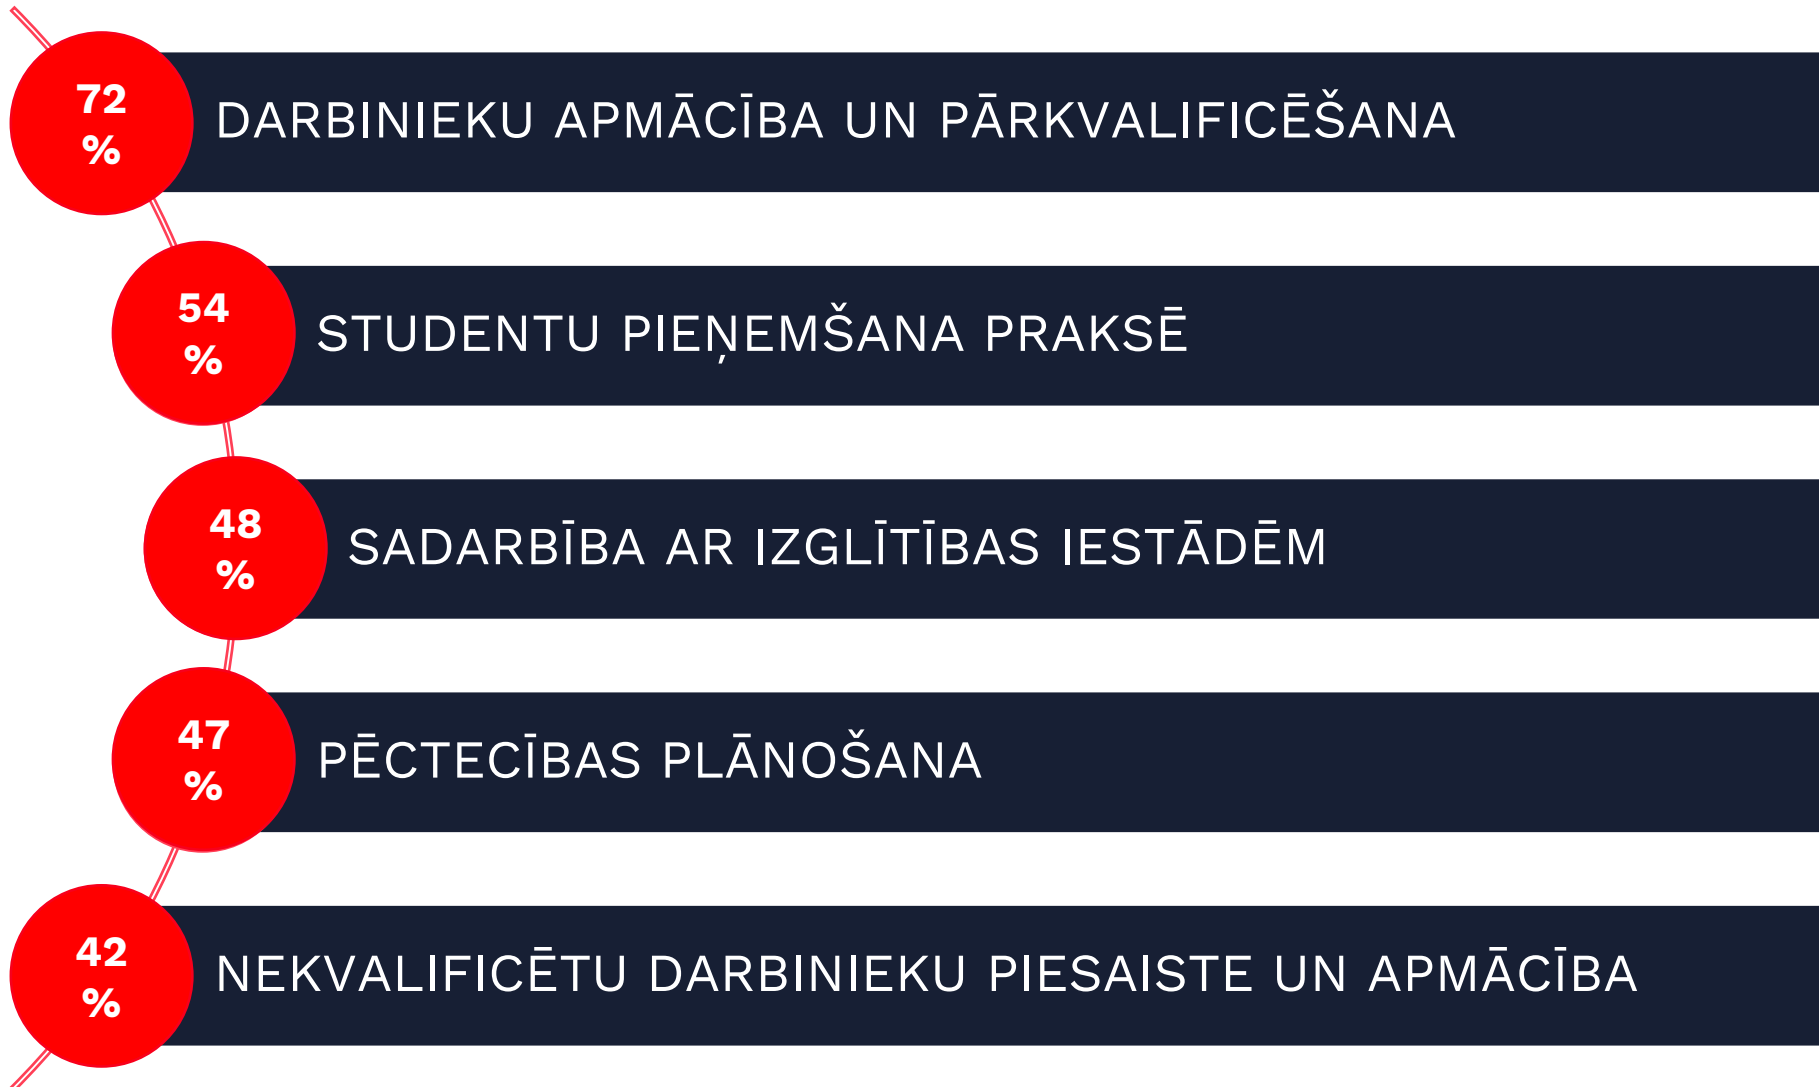 72
%
DARBINIEKU APMĀCĪBA UN PĀRKVALIFICĒŠANA
54
%
STUDENTU PIEŅEMŠANA PRAKSĒ
48
%
SADARBĪBA AR IZGLĪTĪBAS IESTĀDĒM
47
%
PĒCTECĪBAS PLĀNOŠANA
42
%
NEKVALIFICĒTU DARBINIEKU PIESAISTE UN APMĀCĪBA